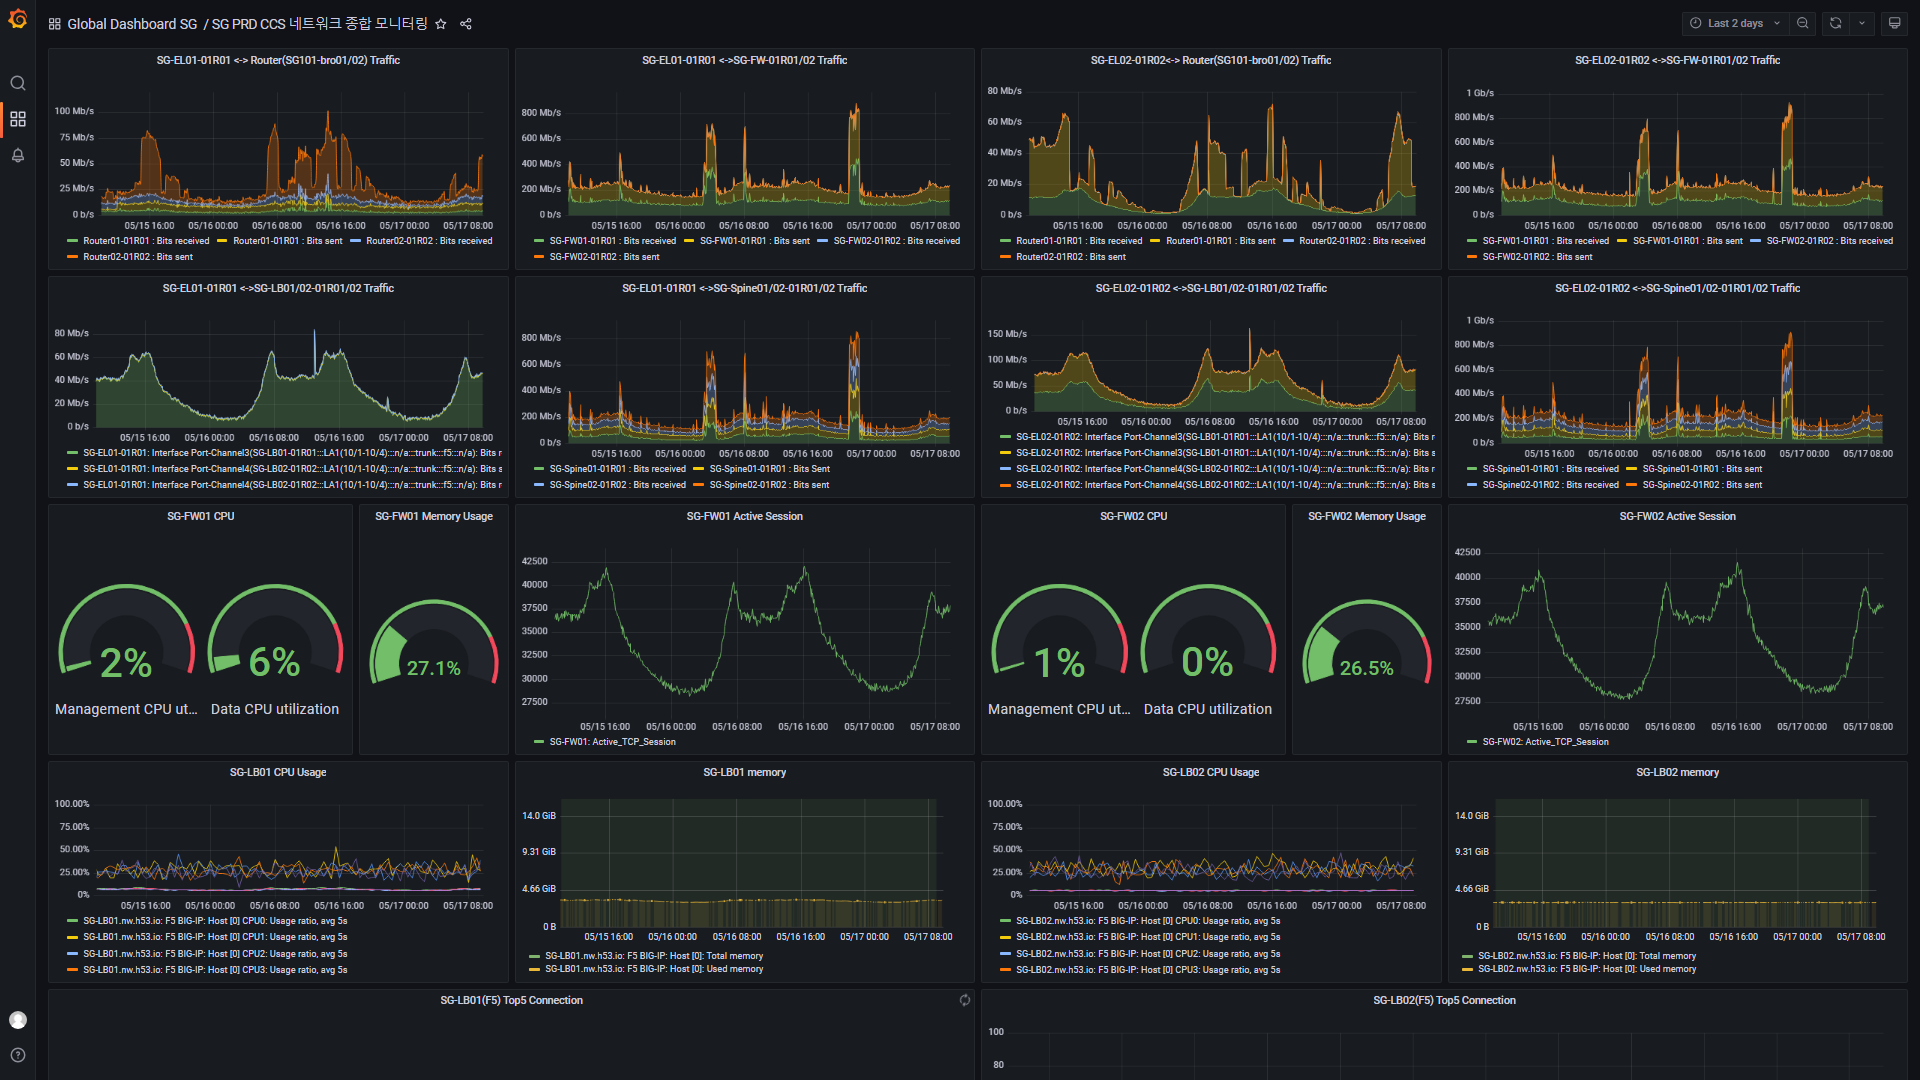 Global Dashboard SG / SG PRD CCS 네트워크 종합 모니터링
Last 2 days
SG-EL01-01R01 <-> Router(SG101-bro01/02) Traffic
100 Mb/s
75 Mb/s
50 Mb/s
25 Mb/s
0 b/s
05/15 16:00 05/16 00:00 05/16 08:00 05/16 16:00 05/17 00:00 05/17 08:00
Router01-01R01 : Bits received Router01-01R01 : Bits sent Router02-01R02 : Bits received
Router02-01R02 : Bits sent
SG-EL01-01R01 <->SG-FW-01R01/02 Traffic
800 Mb/s
600 Mb/s
400 Mb/s
200 Mb/s
0 b/s
05/15 16:00 05/16 00:00 05/16 08:00 05/16 16:00 05/17 00:00 05/17 08:00
SG-FW01-01R01 : Bits received SG-FW01-01R01 : Bits sent SG-FW02-01R02 : Bits received
SG-FW02-01R02 : Bits sent
SG-EL02-01R02<-> Router(SG101-bro01/02) Traffic
80 Mb/s
60 Mb/s
40 Mb/s
20 Mb/s
0 b/s
05/15 16:00 05/16 00:00 05/16 08:00 05/16 16:00 05/17 00:00 05/17 08:00
Router01-01R01 : Bits received Router01-01R01 : Bits sent Router02-01R02 : Bits received
Router02-01R02 : Bits sent
SG-EL02-01R02 <->SG-FW-01R01/02 Traffic
1 Gb/s
800 Mb/s
600 Mb/s
400 Mb/s
200 Mb/s
0 b/s
05/15 16:00 05/16 00:00 05/16 08:00 05/16 16:00 05/17 00:00 05/17 08:00
SG-FW01-01R01 : Bits received SG-FW01-01R01 : Bits sent SG-FW02-01R02 : Bits received
SG-FW02-01R02 : Bits sent
SG-EL01-01R01 <->SG-LB01/02-01R01/02 Traffic
80 Mb/s
60 Mb/s
40 Mb/s
20 Mb/s
0 b/s
05/15 16:00 05/16 00:00 05/16 08:00 05/16 16:00 05/17 00:00 05/17 08:00
SG-EL01-01R01: Interface Port-Channel3(SG-LB01-01R01:::LA1(10/1-10/4):::n/a:::trunk:::f5:::n/a): Bits r
SG-EL01-01R01: Interface Port-Channel4(SG-LB02-01R02:::LA1(10/1-10/4):::n/a:::trunk:::f5:::n/a): Bits s
SG-EL01-01R01: Interface Port-Channel4(SG-LB02-01R02:::LA1(10/1-10/4):::n/a:::trunk:::f5:::n/a): Bits r
SG-EL01-01R01 <->SG-Spine01/02-01R01/02 Traffic
800 Mb/s
600 Mb/s
400 Mb/s
200 Mb/s
0 b/s
05/15 16:00 05/16 00:00 05/16 08:00 05/16 16:00 05/17 00:00 05/17 08:00
SG-Spine01-01R01 : Bits received SG-Spine01-01R01 : Bits Sent
SG-Spine02-01R02 : Bits received SG-Spine02-01R02 : Bits sent
SG-EL02-01R02 <->SG-LB01/02-01R01/02 Traffic
150 Mb/s
100 Mb/s
50 Mb/s
0 b/s
05/15 16:00 05/16 00:00 05/16 08:00 05/16 16:00 05/17 00:00 05/17 08:00
SG-EL02-01R02: Interface Port-Channel3(SG-LB01-01R01:::LA1(10/1-10/4):::n/a:::trunk:::f5:::n/a): Bits r
SG-EL02-01R02: Interface Port-Channel3(SG-LB01-01R01:::LA1(10/1-10/4):::n/a:::trunk:::f5:::n/a): Bits s
SG-EL02-01R02: Interface Port-Channel4(SG-LB02-01R02:::LA1(10/1-10/4):::n/a:::trunk:::f5:::n/a): Bits r
SG-EL02-01R02: Interface Port-Channel4(SG-LB02-01R02:::LA1(10/1-10/4):::n/a:::trunk:::f5:::n/a): Bits s
SG-EL02-01R02 <->SG-Spine01/02-01R01/02 Traffic
1 Gb/s
800 Mb/s
600 Mb/s
400 Mb/s
200 Mb/s
0 b/s
05/15 16:00 05/16 00:00 05/16 08:00 05/16 16:00 05/17 00:00 05/17 08:00
SG-Spine01-01R01 : Bits received SG-Spine01-01R01 : Bits sent
SG-Spine02-01R02 : Bits received SG-Spine02-01R02 : Bits sent
SG-FW01 CPU
2% 6%
Management CPU ut... Data CPU utilization
SG-FW01 Memory Usage
27.1%
SG-FW01 Active Session
42500
40000
37500
35000
32500
30000
27500
05/15 16:00 05/16 00:00 05/16 08:00 05/16 16:00 05/17 00:00 05/17 08:00
SG-FW01: Active_TCP_Session
SG-FW02 CPU
1% 0%
Management CPU ut... Data CPU utilization
SG-FW02 Memory Usage
26.5%
SG-FW02 Active Session
42500
40000
37500
35000
32500
30000
27500
05/15 16:00 05/16 00:00 05/16 08:00 05/16 16:00 05/17 00:00 05/17 08:00
SG-FW02: Active_TCP_Session
SG-LB01 CPU Usage
100.00%
75.00%
50.00%
25.00%
0%
05/15 16:00 05/16 00:00 05/16 08:00 05/16 16:00 05/17 00:00 05/17 08:00
SG-LB01.nw.h53.io: F5 BIG-IP: Host [0] CPU0: Usage ratio, avg 5s
SG-LB01.nw.h53.io: F5 BIG-IP: Host [0] CPU1: Usage ratio, avg 5s
SG-LB01.nw.h53.io: F5 BIG-IP: Host [0] CPU2: Usage ratio, avg 5s
SG-LB01.nw.h53.io: F5 BIG-IP: Host [0] CPU3: Usage ratio, avg 5s
SG-LB01 memory
14.0 GiB
9.31 GiB
4.66 GiB
0 B
05/15 16:00 05/16 00:00 05/16 08:00 05/16 16:00 05/17 00:00 05/17 08:00
SG-LB01.nw.h53.io: F5 BIG-IP: Host [0]: Total memory
SG-LB01.nw.h53.io: F5 BIG-IP: Host [0]: Used memory
SG-LB02 CPU Usage
100.00%
75.00%
50.00%
25.00%
0%
05/15 16:00 05/16 00:00 05/16 08:00 05/16 16:00 05/17 00:00 05/17 08:00
SG-LB02.nw.h53.io: F5 BIG-IP: Host [0] CPU0: Usage ratio, avg 5s
SG-LB02.nw.h53.io: F5 BIG-IP: Host [0] CPU1: Usage ratio, avg 5s
SG-LB02.nw.h53.io: F5 BIG-IP: Host [0] CPU2: Usage ratio, avg 5s
SG-LB02.nw.h53.io: F5 BIG-IP: Host [0] CPU3: Usage ratio, avg 5s
SG-LB02 memory
14.0 GiB
9.31 GiB
4.66 GiB
0 B
05/15 16:00 05/16 00:00 05/16 08:00 05/16 16:00 05/17 00:00 05/17 08:00
SG-LB02.nw.h53.io: F5 BIG-IP: Host [0]: Total memory
SG-LB02.nw.h53.io: F5 BIG-IP: Host [0]: Used memory
SG-LB01(F5) Top5 Connection
SG-LB02(F5) Top5 Connection
100
80